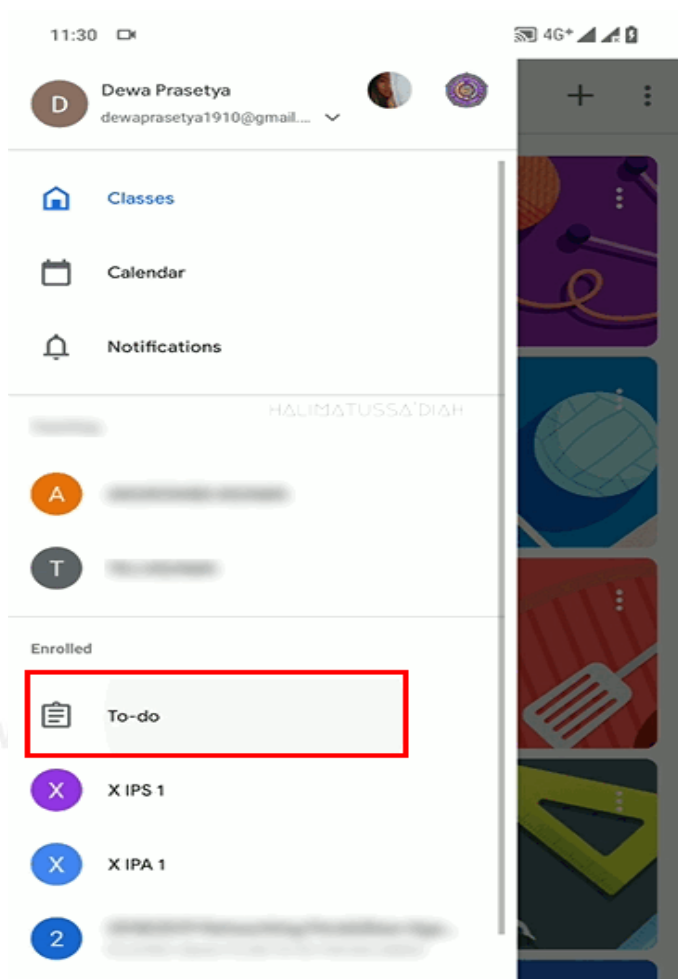 11:30
4G+
D
Dewa Prasetya
dewaprasetya1910@gmail....
Classes
Calendar
Notifications
HALIMATUSSA'DIAH
A
T
Enrolled
To-do
X
X IPS 1
X
X IPA 1
2